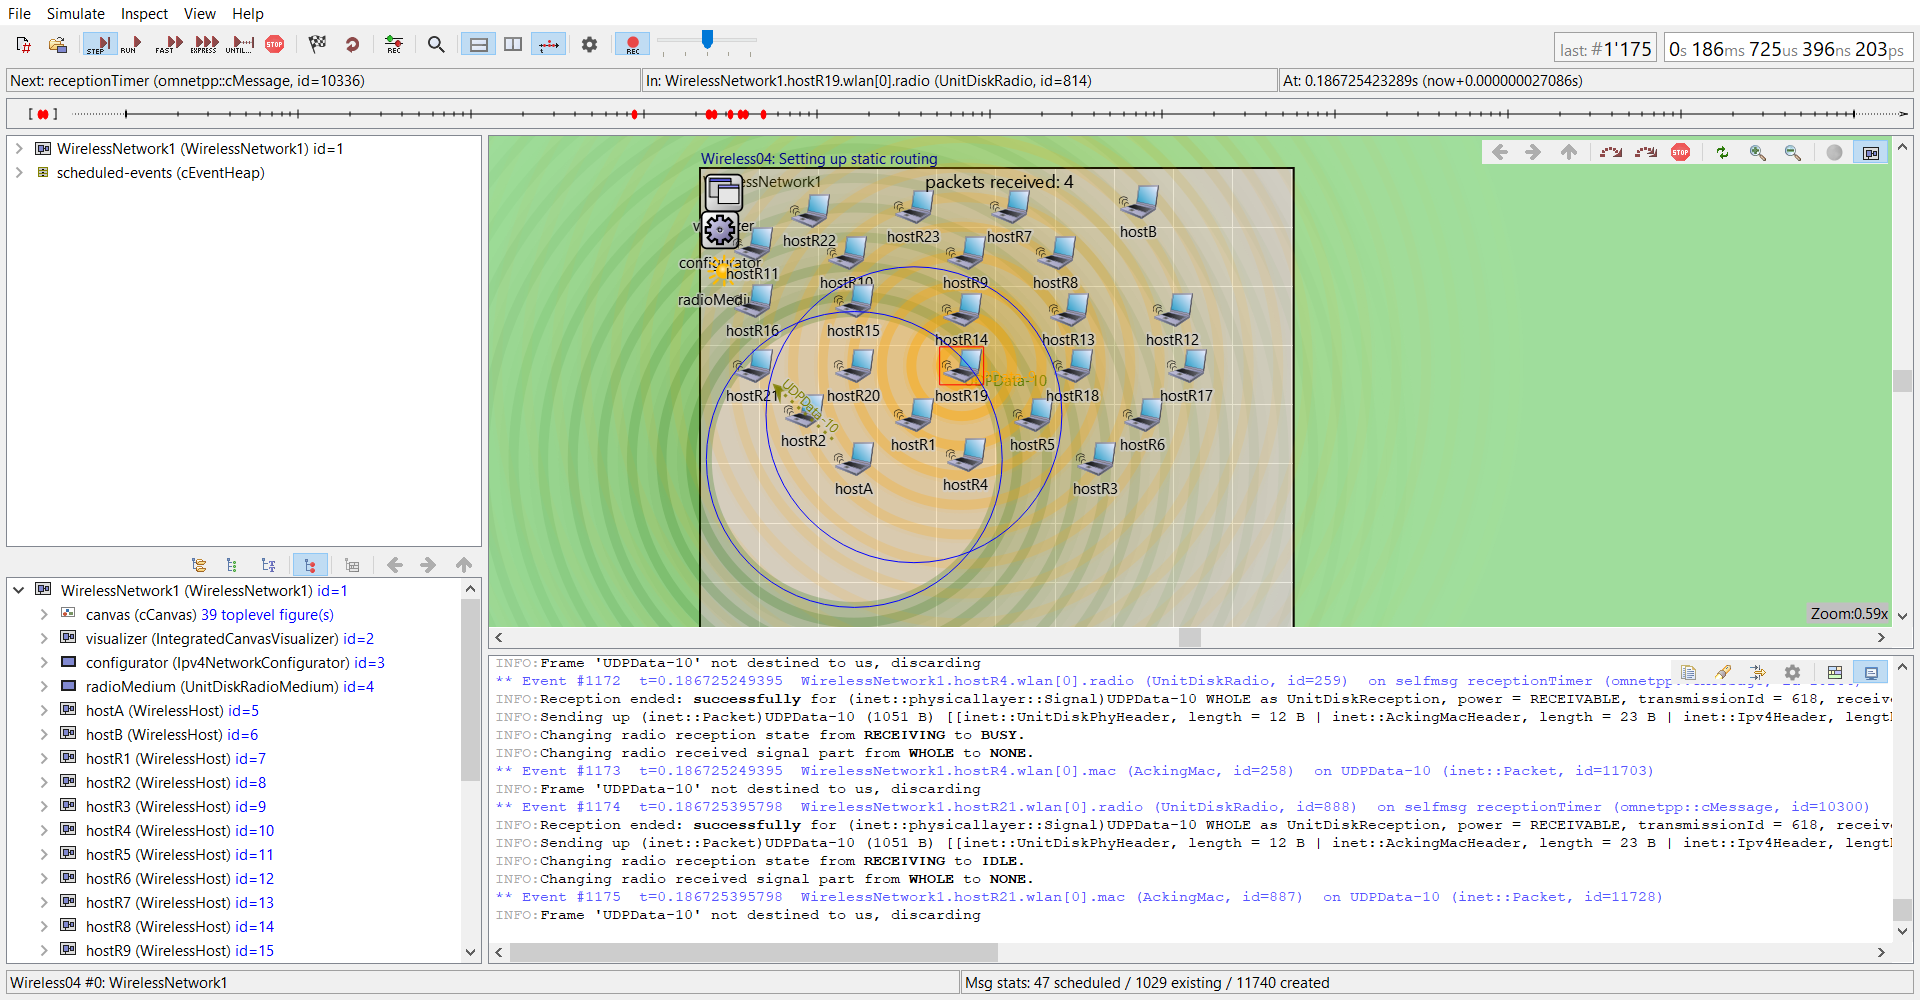 File Simulate Inspect View Help
STEP RUN FAST EXPRESS UNTIL... STOP REC REC
last: #1'175 0s 186ms 725us 396ns 203ps
Next: receptionTimer (omnetpp::cMessage, id=10336) In: WirelessNetwork1.hostR19.wlan[0].radio (UnitDiskRadio, id=814) At: 0.186725423289s (now+0.000000027086s)
WirelessNetwork1 (WirelessNetwork1) id=1
scheduled-events (cEventHeap)
WirelessNetwork1 (WirelessNetwork1) id=1
canvas (cCanvas) 39 toplevel figure(s)
visualizer (IntegratedCanvasVisualizer) id=2
configurator (Ipv4NetworkConfigurator) id=3
radioMedium (UnitDiskRadioMedium) id=4
hostA (WirelessHost) id=5
hostB (WirelessHost) id=6
hostR1 (WirelessHost) id=7
hostR2 (WirelessHost) id=8
hostR3 (WirelessHost) id=9
hostR4 (WirelessHost) id=10
hostR5 (WirelessHost) id=11
hostR6 (WirelessHost) id=12
hostR7 (WirelessHost) id=13
hostR8 (WirelessHost) id=14
hostR9 (WirelessHost) id=15
STOP
Wireless04: Setting up static routing
packets received: 4
hostR22 hostR23 hostR7 hostB
configurator
hostR11 hostR10 hostR9 hostR8
hostR16 hostR15 hostR14 hostR13 hostR12
UDPData-10
hostR21 hostR20 hostR19 hostR18 hostR17
UDPData-10
hostR2 hostR1 hostR5 hostR6
hostA hostR4 hostR3
Zoom:0.59x
INFO:Frame 'UDPData-10' not destined to us, discarding
** Event #1172 t=0.186725249395 WirelessNetwork1.hostR4.wlan[0].radio (UnitDiskRadio, id=259) on selfmsg receptionTimer
INFO:Reception ended: successfully for (inet::physicallayer::Signal)UDPData-10 WHOLE as UnitDiskReception, power = RECEIVABLE, transmissionId = 618, receiv
INFO:Sending up (inet::Packet)UDPData-10 (1051 B) [[inet::UnitDiskPhyHeader, length = 12 B | inet::AckingMacHeader, length = 23 B | inet::Ipv4Header, lengt
INFO:Changing radio reception state from RECEIVING to BUSY.
INFO:Changing radio received signal part from WHOLE to NONE.
** Event #1173 t=0.186725249395 WirelessNetwork1.hostR4.wlan[0].mac (AckingMac, id=258) on UDPData-10 (inet::Packet, id=11703)
INFO:Frame 'UDPData-10' not destined to us, discarding
** Event #1174 t=0.186725395798 WirelessNetwork1.hostR21.wlan[0].radio (UnitDiskRadio, id=888) on selfmsg receptionTimer (omnetpp::cMessage, id=10300)
INFO:Reception ended: successfully for (inet::physicallayer::Signal)UDPData-10 WHOLE as UnitDiskReception, power = RECEIVABLE, transmissionId = 618, receiv
INFO:Sending up (inet::Packet)UDPData-10 (1051 B) [[inet::UnitDiskPhyHeader, length = 12 B | inet::AckingMacHeader, length = 23 B | inet::Ipv4Header, lengt
INFO:Changing radio reception state from RECEIVING to IDLE.
INFO:Changing radio received signal part from WHOLE to NONE.
** Event #1175 t=0.186725395798 WirelessNetwork1.hostR21.wlan[0].mac (AckingMac, id=887) on UDPData-10 (inet::Packet, id=11728)
INFO:Frame 'UDPData-10' not destined to us, discarding
Wireless04 #0: WirelessNetwork1 Msg stats: 47 scheduled / 1029 existing / 11740 created